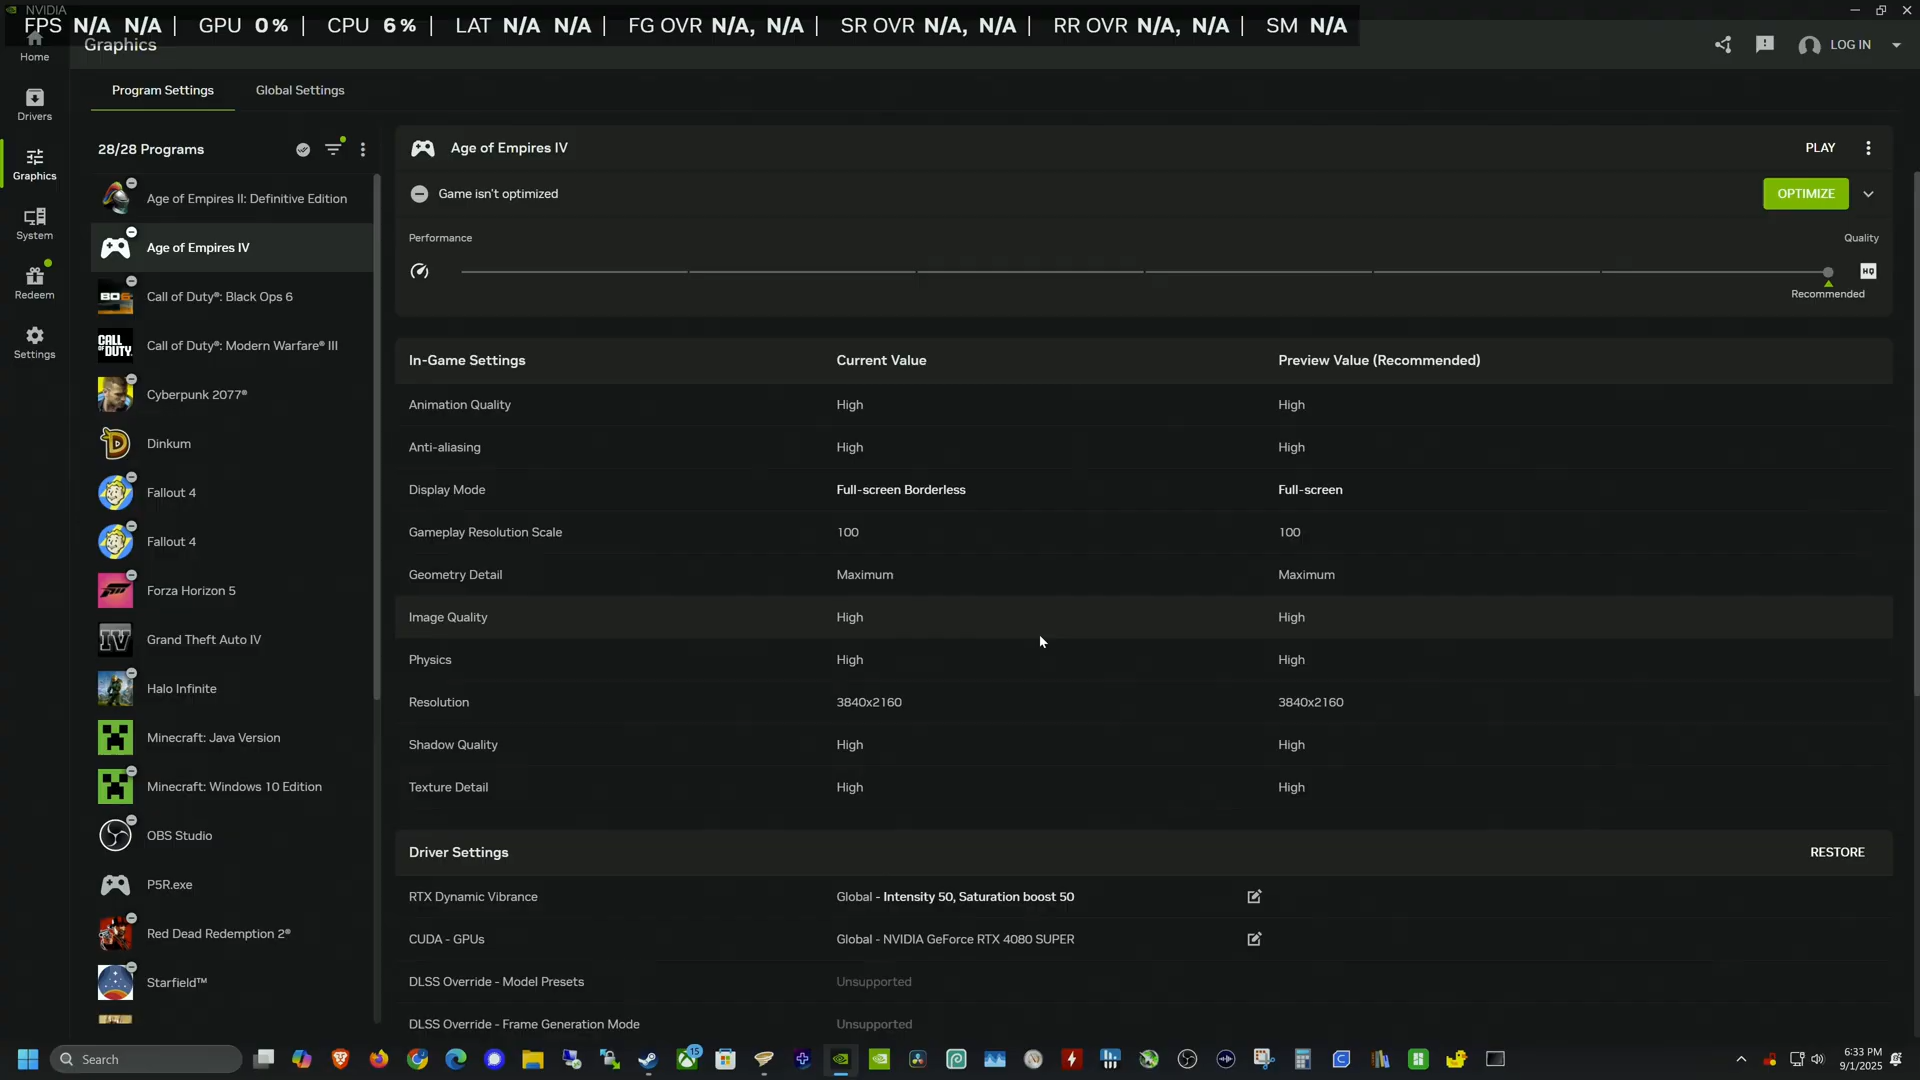 NVIDIA
FPS N/A N/A | GPU 0 % | CPU 6 % | LAT N/A N/A | FG OVR N/A, N/A | SR OVR N/A, N/A | RR OVR N/A, N/A | SM N/A
Home
Graphics
LOG IN
Program Settings
Global Settings
Drivers
Graphics
System
Redeem
Settings
28/28 Programs
Age of Empires II: Definitive Edition
Age of Empires IV
Call of Duty®: Black Ops 6
Call of Duty®: Modern Warfare® III
Cyberpunk 2077®
Dinkum
Fallout 4
Fallout 4
Forza Horizon 5
Grand Theft Auto IV
Halo Infinite
Minecraft: Java Version
Minecraft: Windows 10 Edition
OBS Studio
P5R.exe
Red Dead Redemption 2®
Starfield™
Age of Empires IV
PLAY
Game isn't optimized
OPTIMIZE
Performance
Quality
HQ
Recommended
In-Game Settings Current Value Preview Value (Recommended)
Animation Quality High High
Anti-aliasing High High
Display Mode Full-screen Borderless Full-screen
Gameplay Resolution Scale 100 100
Geometry Detail Maximum Maximum
Image Quality High High
Physics High High
Resolution 3840x2160 3840x2160
Shadow Quality High High
Texture Detail High High
Driver Settings RESTORE
RTX Dynamic Vibrance Global - Intensity 50, Saturation boost 50
CUDA - GPUs Global - NVIDIA GeForce RTX 4080 SUPER
DLSS Override - Model Presets Unsupported
DLSS Override - Frame Generation Mode Unsupported
Search
15
6:33 PM
9/1/2025